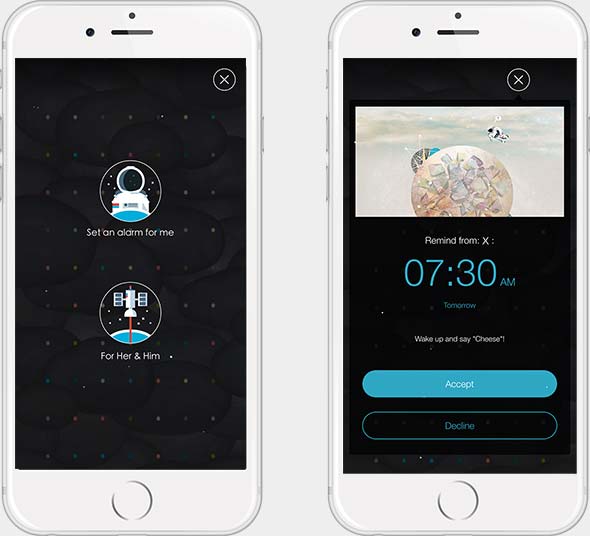 Set an alarm for me
For Her & Him
Remind from: X :
07:30 AM
Tomorrow
Wake up and say "Cheese"!
Accept
Decline